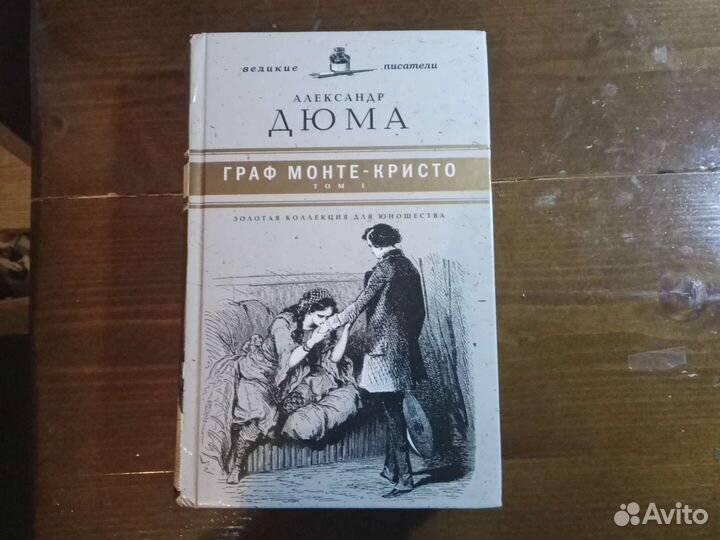 великие писатели
АЛЕКСАНДР
ДЮМА
ГРАФ МОНТЕ-КРИСТО
ТОМ I
ЗОЛОТАЯ КОЛЛЕКЦИЯ ДЛЯ ЮНОШЕСТВА
Avito